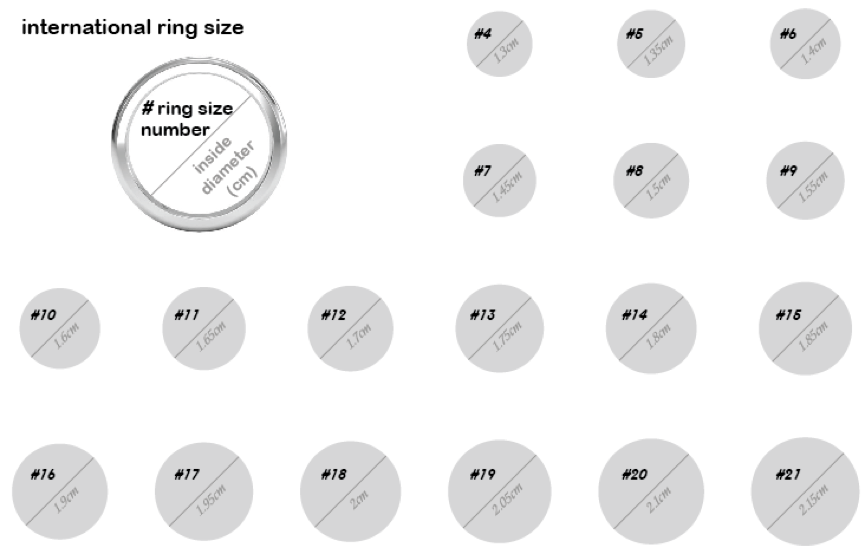 international ring size
# ring size
number
inside
diameter
(cm)
#4
1.3cm
#5
1.35cm
#6
1.4cm
#7
1.45cm
#8
1.5cm
#9
1.55cm
#10
1.6cm
#11
1.65cm
#12
1.7cm
#13
1.75cm
#14
1.8cm
#15
1.85cm
#16
1.9cm
#17
1.95cm
#18
2cm
#19
2.05cm
#20
2.1cm
#21
2.15cm